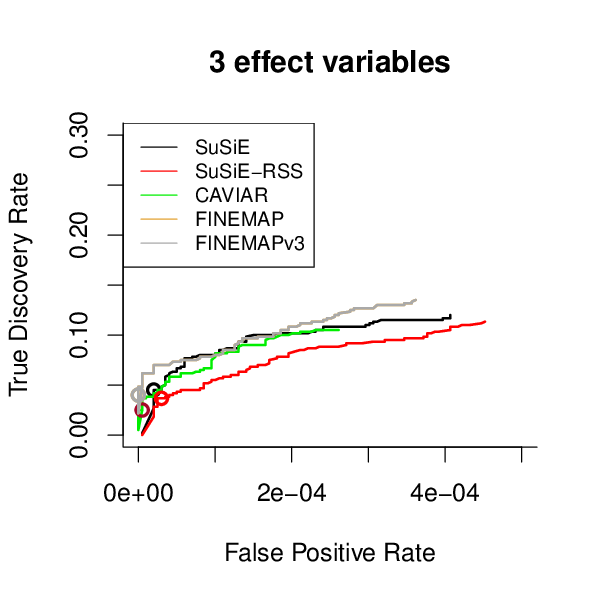 3 effect variables
SuSiE
SuSiE−RSS
CAVIAR
FINEMAP
FINEMAPv3
True Discovery Rate
0.30
0.20
0.10
0.00
0e+00 2e−04 4e−04
False Positive Rate